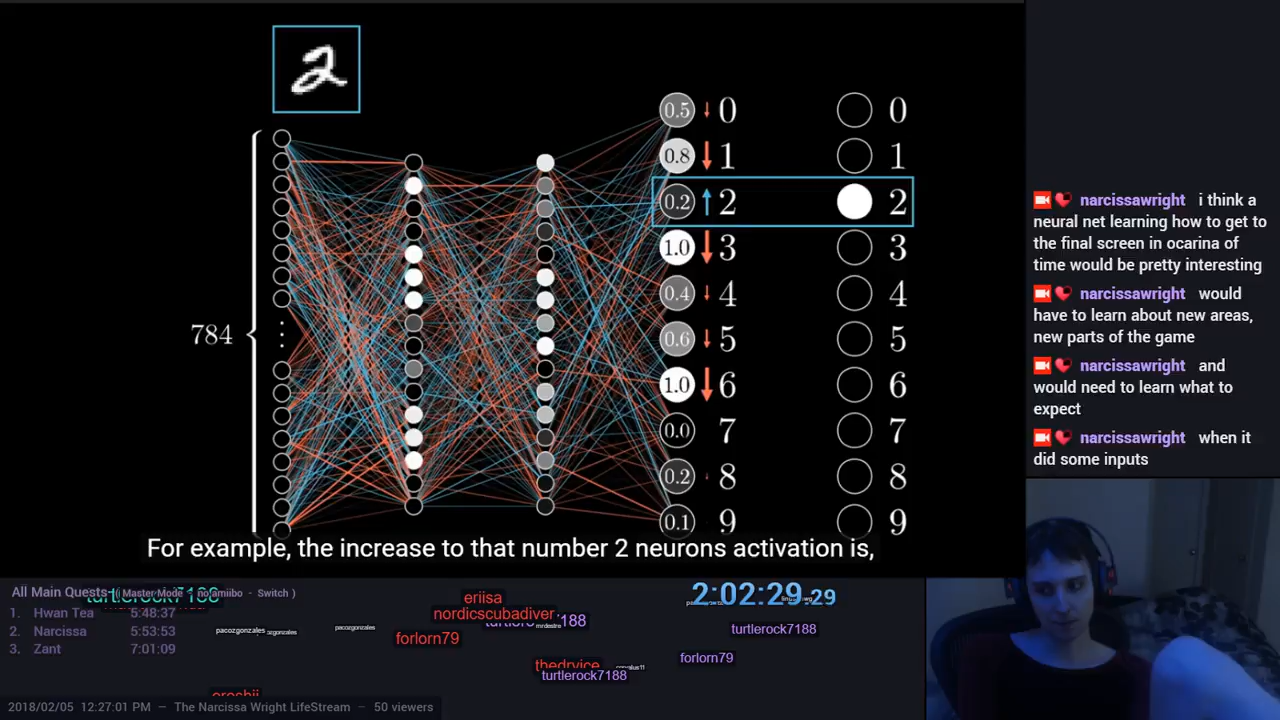 784
0.5 0 0
0.8 1 1
0.2 2 2
1.0 3 3
0.4 4 4
0.6 5 5
1.0 6 6
0.0 7 7
0.2 8 8
0.1 9 9
For example, the increase to that number 2 neurons activation is,
narcissawright i think a
neural net learning how to get to
the final screen in ocarina of
time would be pretty interesting
narcissawright would
have to learn about new areas,
new parts of the game
narcissawright and
would need to learn what to
expect
narcissawright when it
did some inputs
All Main Quests ( Master Mode – no amiibo - Switch )
1. Hwan Tea 5:48:37
2. Narcissa 5:53:53
3. Zant 7:01:09
turtlerock7188
pacozgonzales
pacozgonzales
eriisa
nordicscubadiver
forlorn79
thedrvice
turtlerock7188
2:02:29.29
turtlerock7188
forlorn79
2018/02/05 12:27:01 PM — The Narcissa Wright LifeStream — 50 viewers